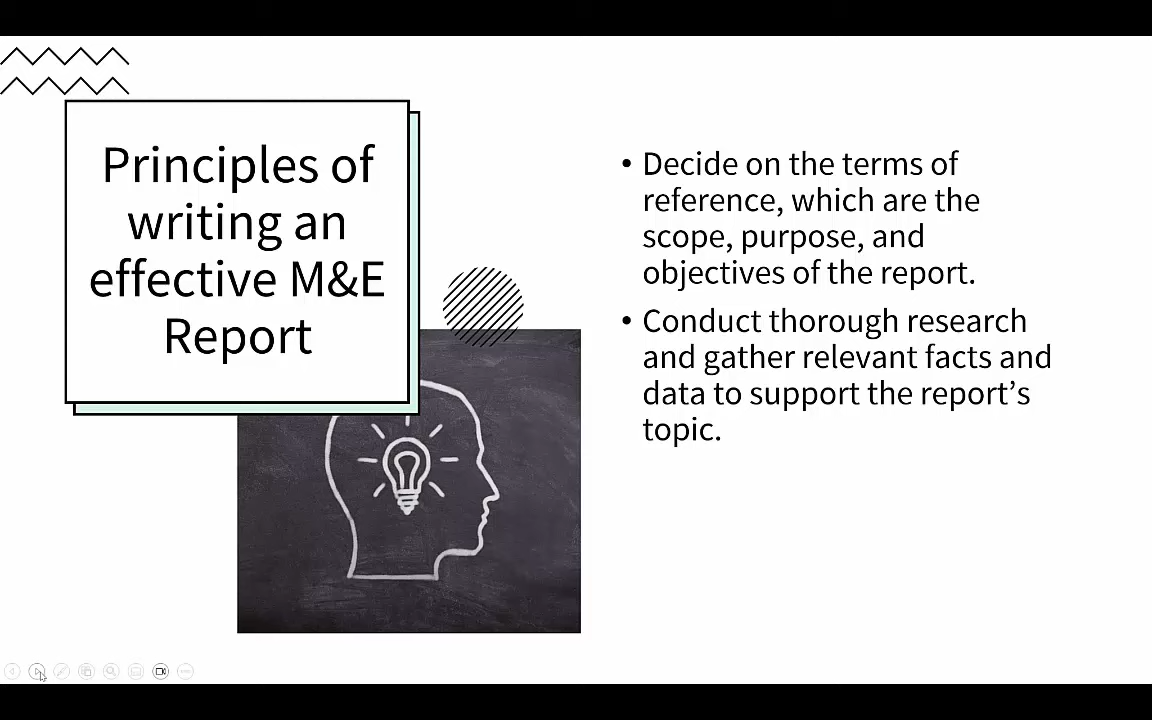 Principles of
writing an
effective M&E
Report
• Decide on the terms of
reference, which are the
scope, purpose, and
objectives of the report.
• Conduct thorough research
and gather relevant facts and
data to support the report’s
topic.